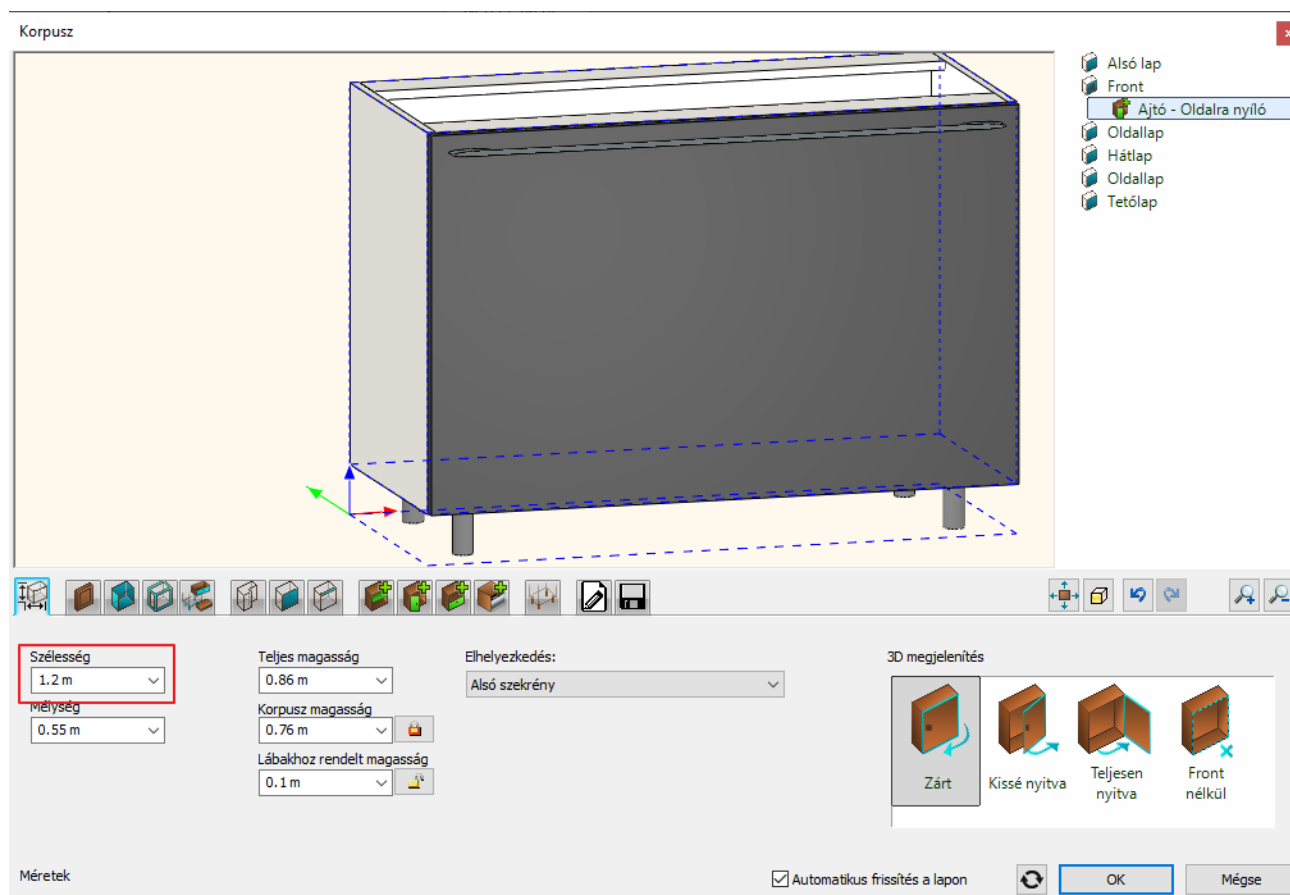 Korpusz
Alsó lap
Front
Ajtó - Oldalra nyíló
Oldallap
Hátlap
Oldallap
Tetőlap
Szélesség
1.2 m
Mélység
0.55 m
Teljes magasság
0.86 m
Korpusz magasság
0.76 m
Lábakhoz rendelt magasság
0.1 m
Elhelyezkedés:
Alsó szekrény
3D megjelenítés
Zárt
Kissé nyitva
Teljesen
nyitva
Front
nélkül
Méretek
Automatikus frissítés a lapon
OK
Mégse